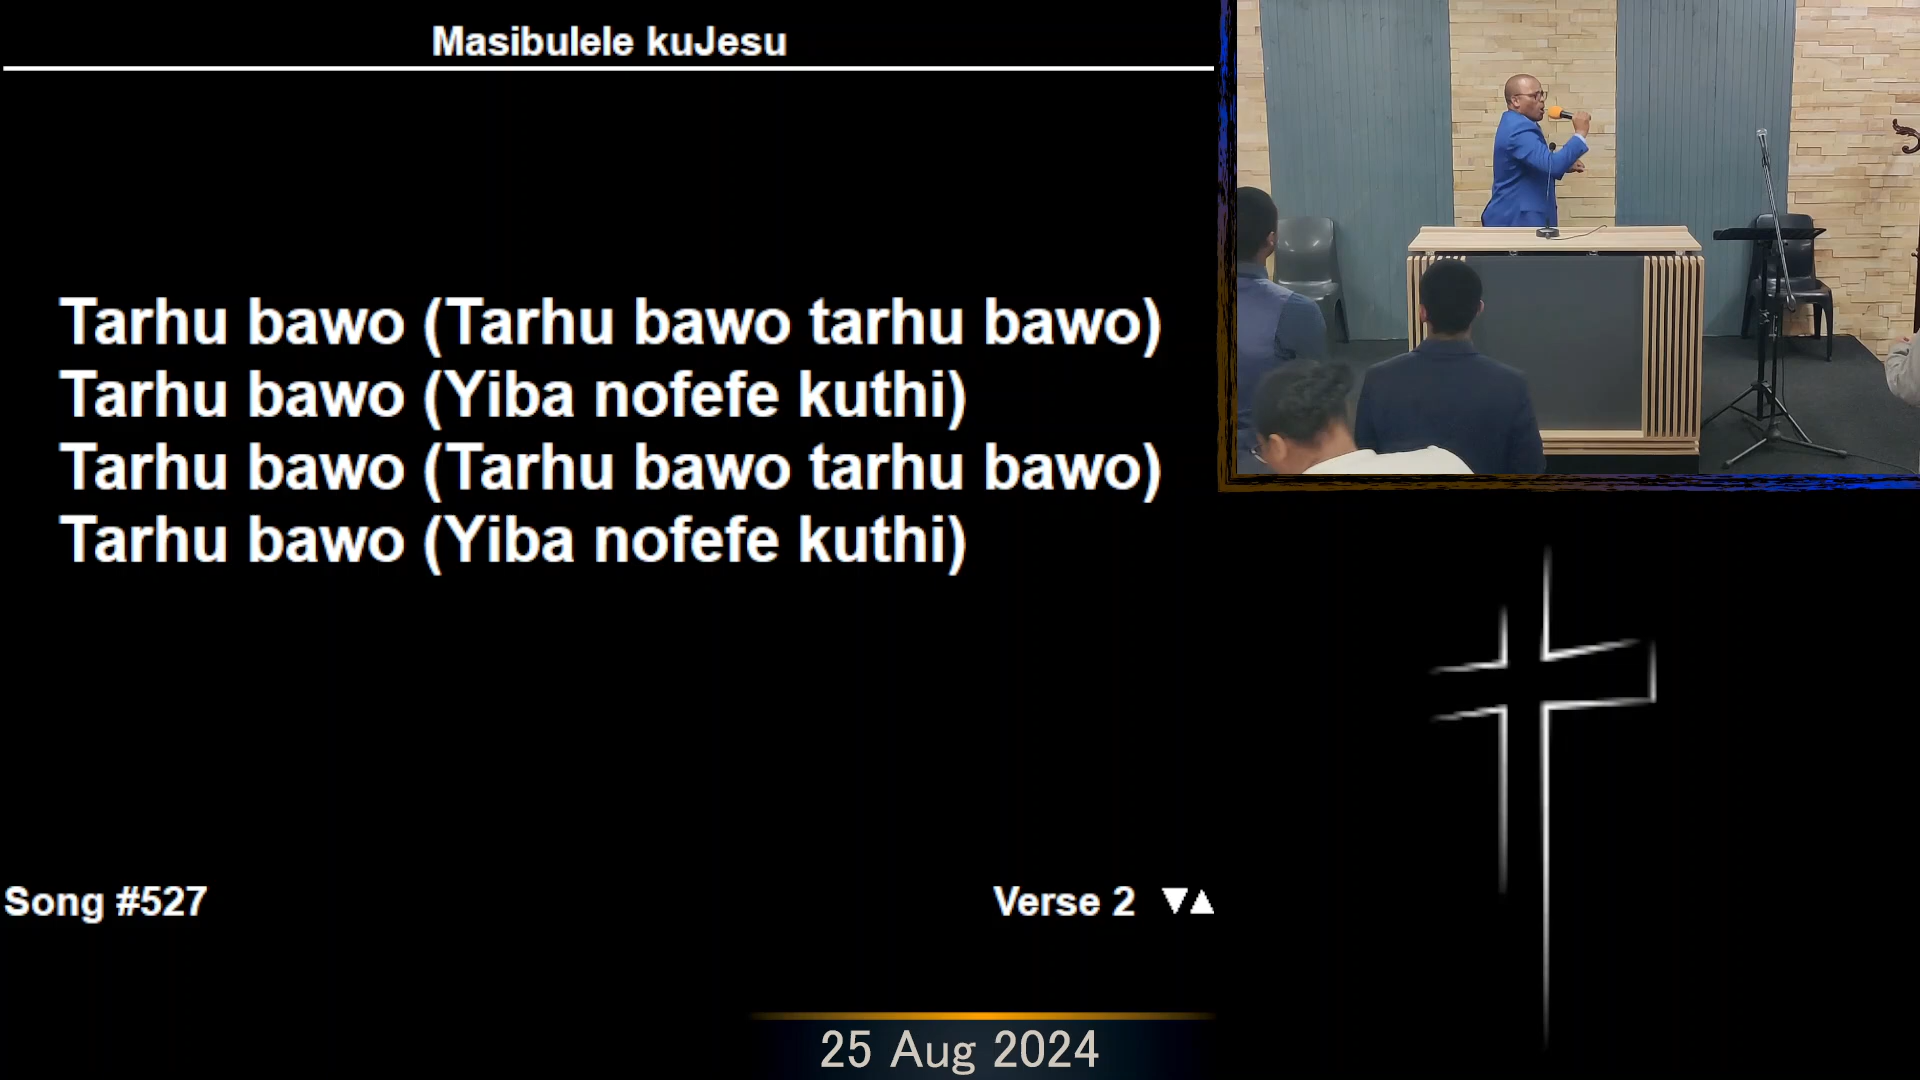 Masibulele kuJesu
Tarhu bawo (Tarhu bawo tarhu bawo)
Tarhu bawo (Yiba nofefe kuthi)
Tarhu bawo (Tarhu bawo tarhu bawo)
Tarhu bawo (Yiba nofefe kuthi)
Song #527
Verse 2 ▼▲
25 Aug 2024